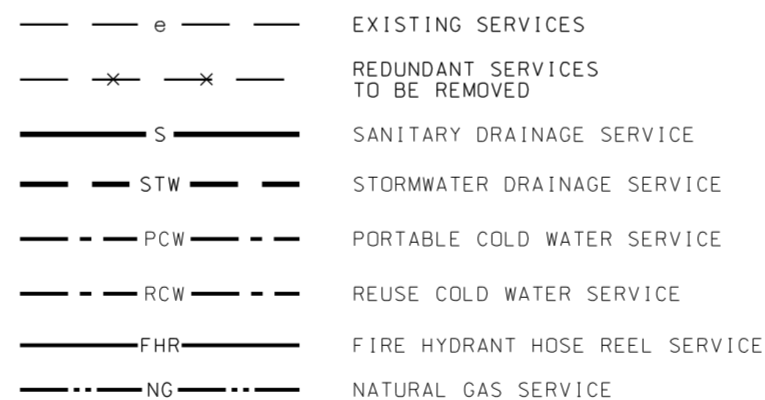 e EXISTING SERVICES
REDUNDANT SERVICES
TO BE REMOVED
S SANITARY DRAINAGE SERVICE
STW STORMWATER DRAINAGE SERVICE
PCW PORTABLE COLD WATER SERVICE
RCW REUSE COLD WATER SERVICE
FHR FIRE HYDRANT HOSE REEL SERVICE
NG NATURAL GAS SERVICE